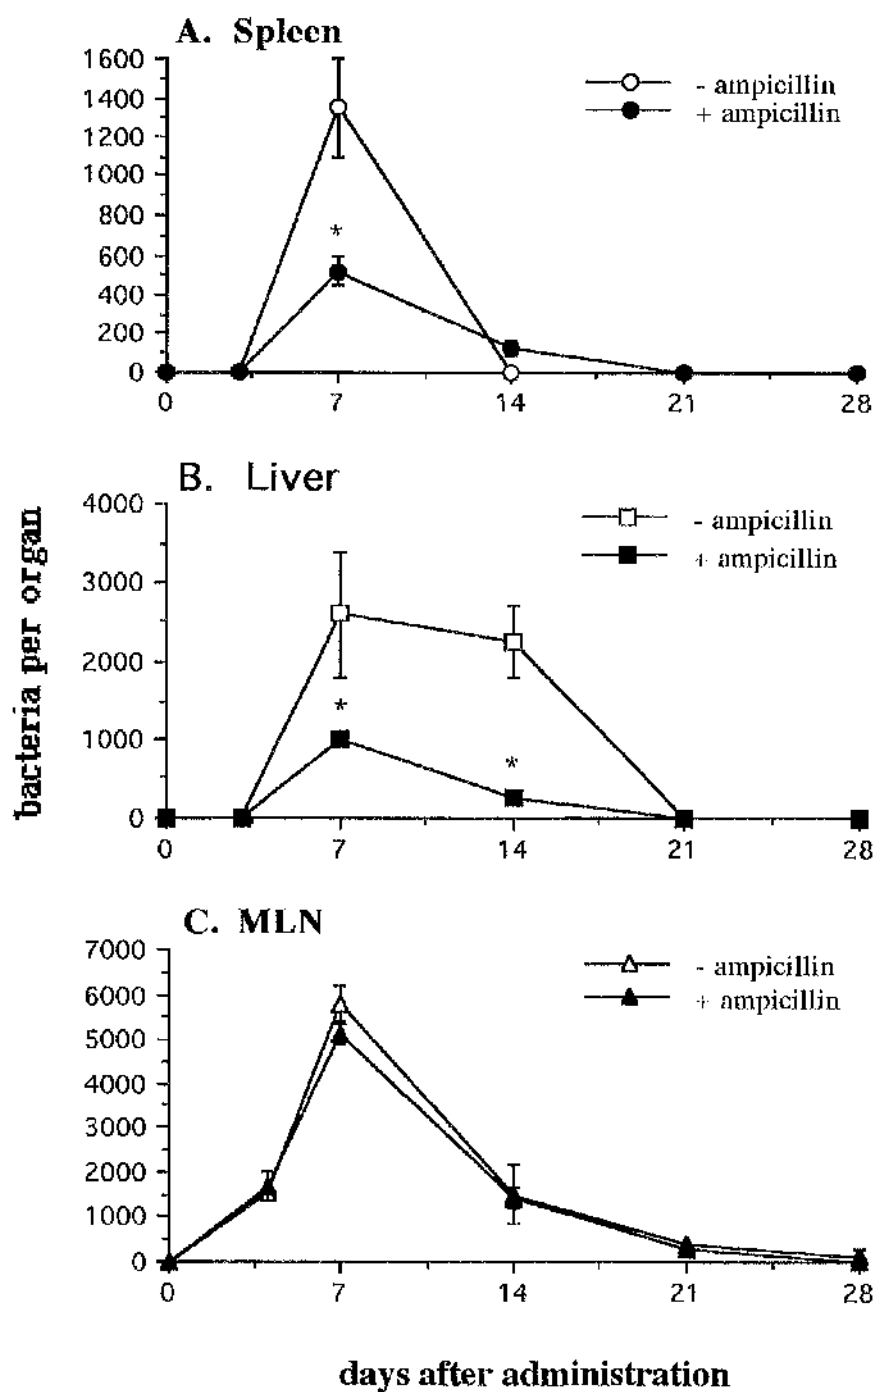 A. Spleen
1600
1400
1200
1000
800
600
400
200
0
- ampicillin
+ ampicillin
*
0 7 14 21 28
B. Liver
4000
3000
2000
1000
0
- ampicillin
+ ampicillin
*
*
0 7 14 21 28
bacteria per organ
C. MLN
7000
6000
5000
4000
3000
2000
1000
0
- ampicillin
+ ampicillin
0 7 14 21 28
days after administration